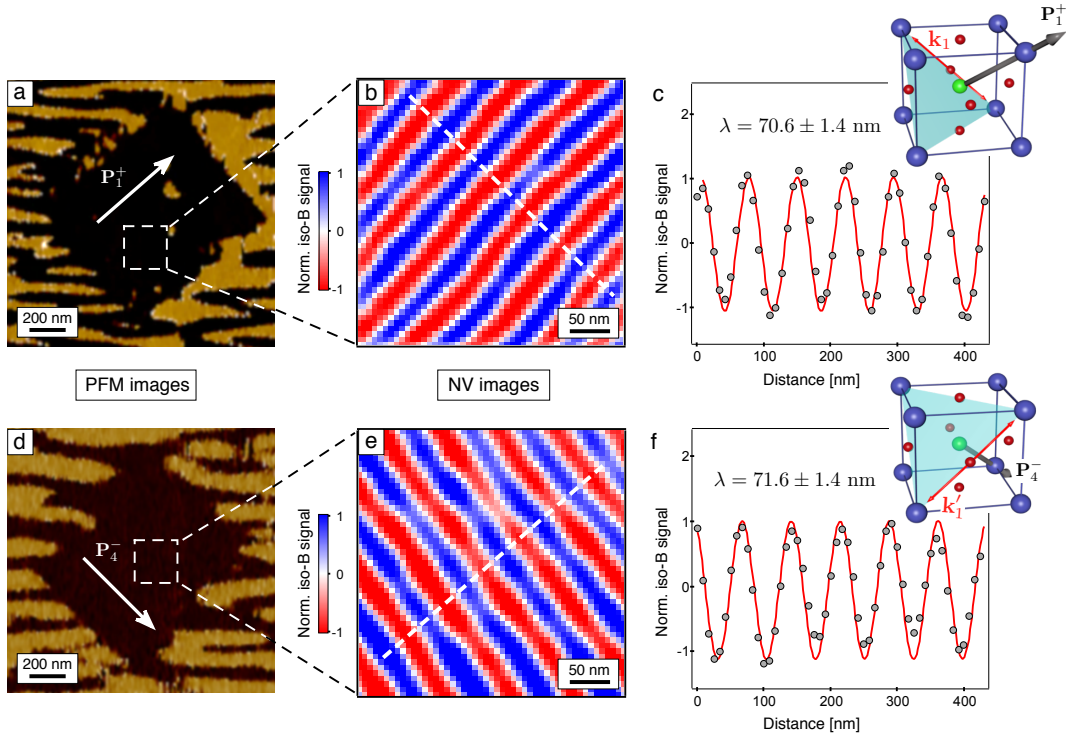 a
P₁⁺
200 nm
b
Norm. iso-B signal
1
0
-1
50 nm
c
λ = 70.6 ± 1.4 nm
k₁
P₁⁺
Norm. iso-B signal
2
1
0
-1
0
100
200
300
400
Distance [nm]
PFM images
NV images
d
P₄⁻
200 nm
e
Norm. iso-B signal
1
0
-1
50 nm
f
λ = 71.6 ± 1.4 nm
P₄⁻
k₁′
Norm. iso-B signal
2
1
0
-1
0
100
200
300
400
Distance [nm]